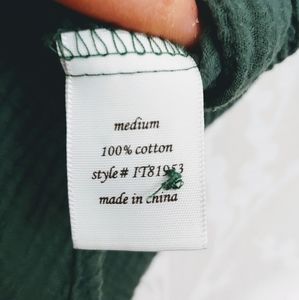 medium
100% cotton
style# IT81953
made in china